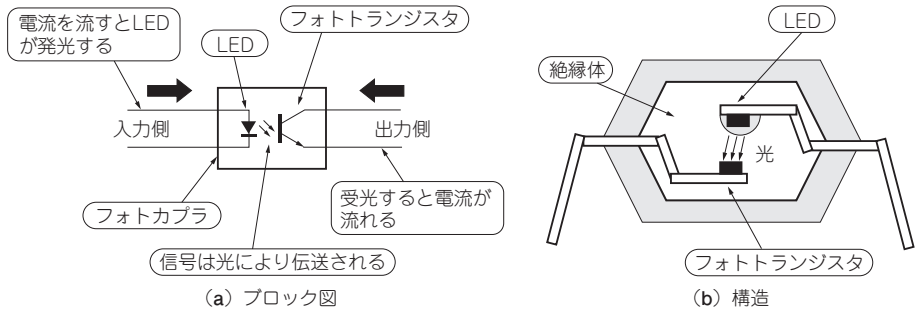 電流を流すとLED
が発光する
LED
フォトトランジスタ
入力側
出力側
フォトカプラ
受光すると電流が
流れる
信号は光により伝送される
(a) ブロック図
LED
絶縁体
光
フォトトランジスタ
(b) 構造